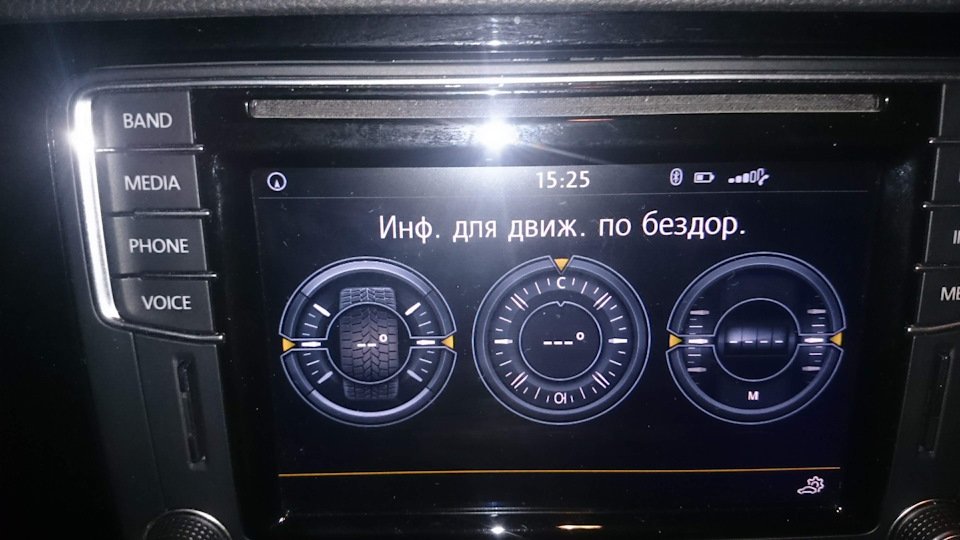 BAND
MEDIA
PHONE
VOICE
15:25
Инф. для движ. по бездор.
---°
С
---°
Ю
----
М